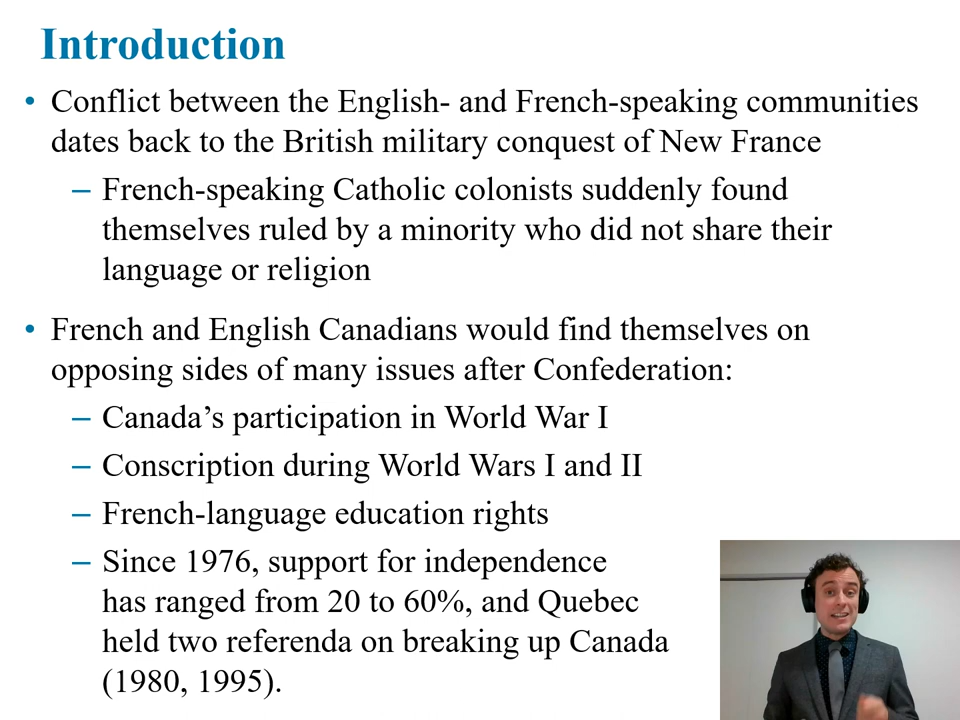 Introduction
• Conflict between the English- and French-speaking communities
dates back to the British military conquest of New France
– French-speaking Catholic colonists suddenly found
themselves ruled by a minority who did not share their
language or religion
• French and English Canadians would find themselves on
opposing sides of many issues after Confederation:
– Canada’s participation in World War I
– Conscription during World Wars I and II
– French-language education rights
– Since 1976, support for independence
has ranged from 20 to 60%, and Quebec
held two referenda on breaking up Canada
(1980, 1995).